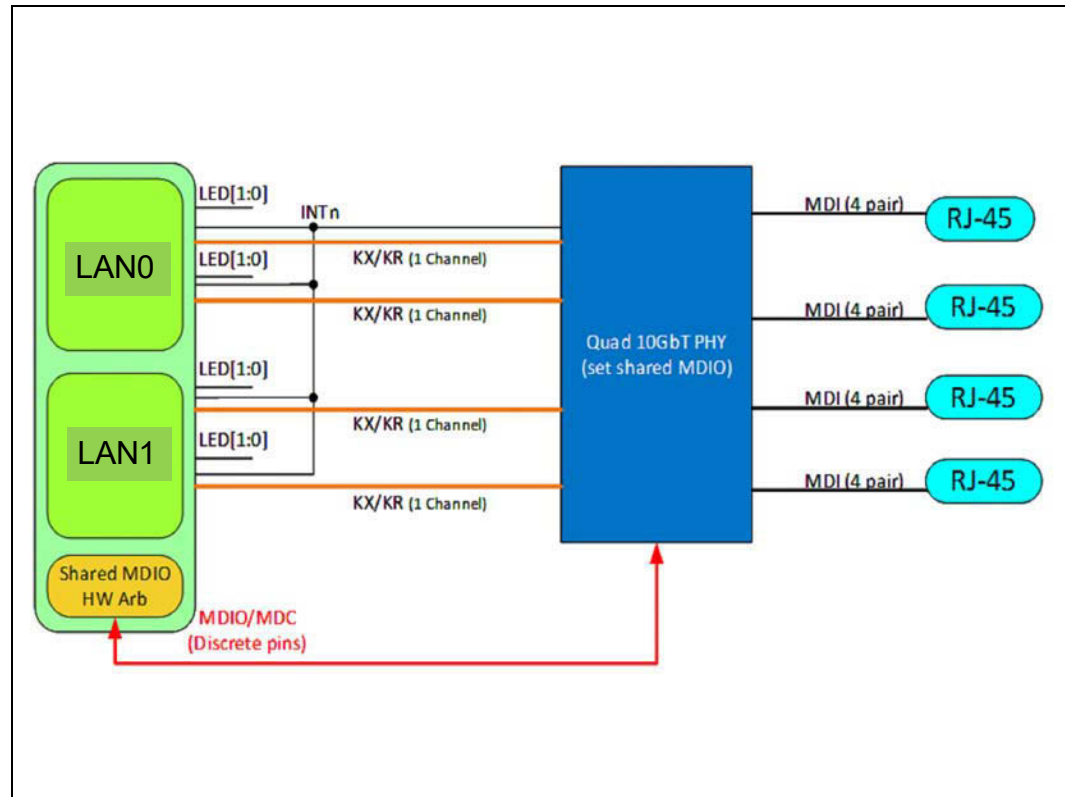 LED[1:0]
INTn
MDI (4 pair)
RJ-45
LAN0
KX/KR (1 Channel)
LED[1:0]
KX/KR (1 Channel)
MDI (4 pair)
RJ-45
Quad 10GbT PHY
(set shared MDIO)
LED[1:0]
MDI (4 pair)
RJ-45
LAN1
KX/KR (1 Channel)
LED[1:0]
KX/KR (1 Channel)
MDI (4 pair)
RJ-45
Shared MDIO
HW Arb
MDIO/MDC
(Discrete pins)